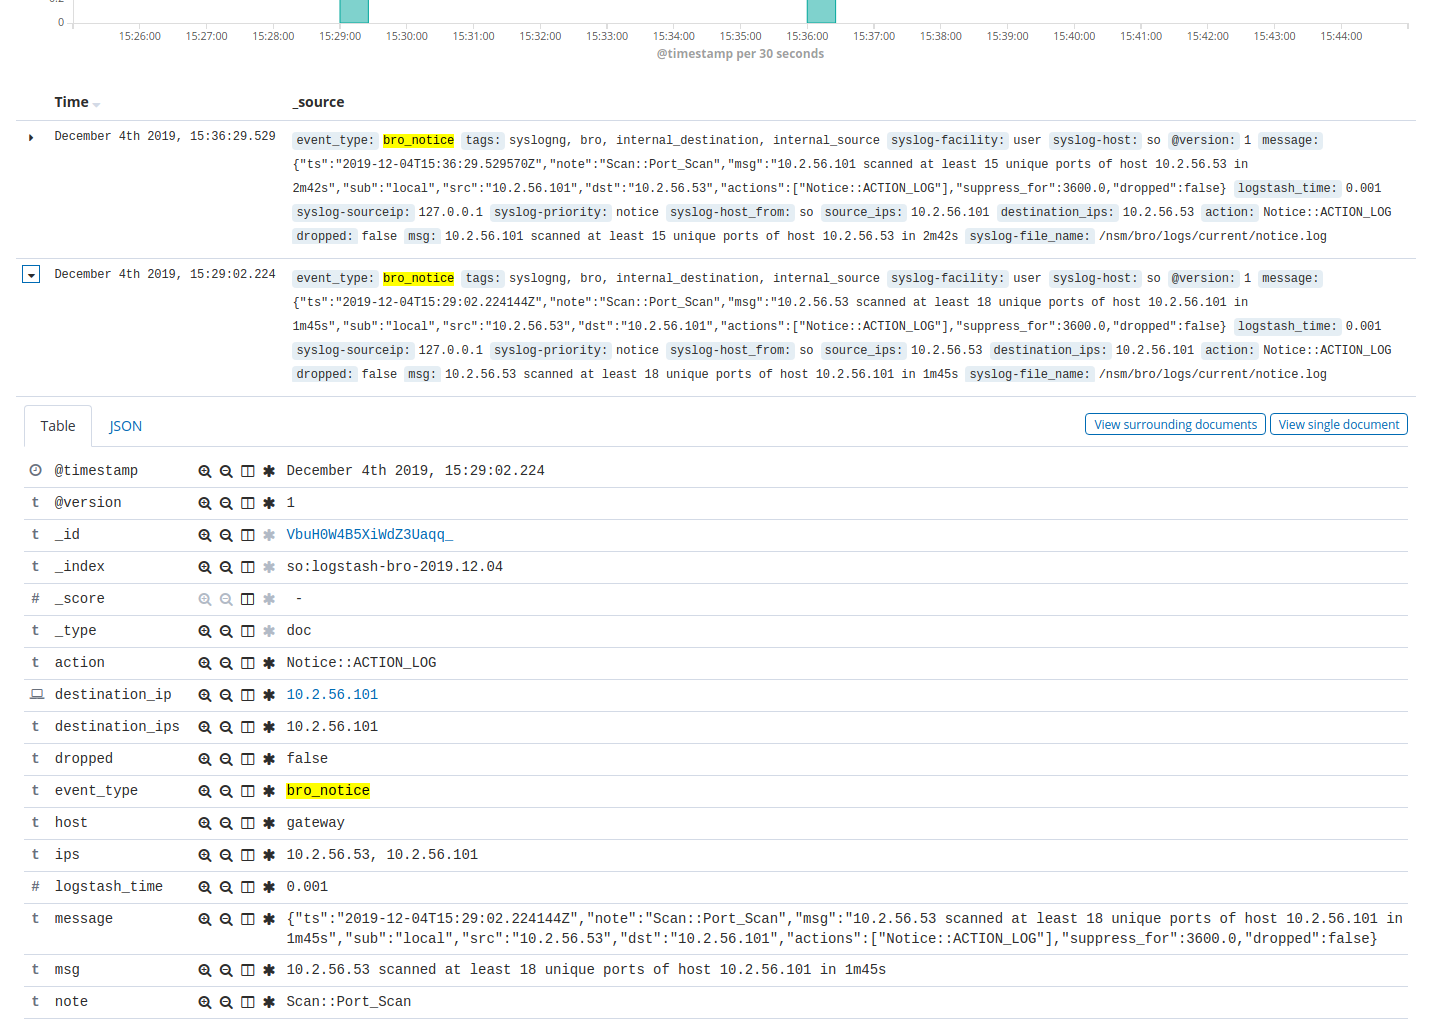 0.2
0
15:26:00 15:27:00 15:28:00 15:29:00 15:30:00 15:31:00 15:32:00 15:33:00 15:34:00 15:35:00 15:36:00 15:37:00 15:38:00 15:39:00 15:40:00 15:41:00 15:42:00 15:43:00 15:44:00
@timestamp per 30 seconds
Time _source
December 4th 2019, 15:36:29.529 event_type: bro_notice tags: syslogng, bro, internal_destination, internal_source syslog-facility: user syslog-host: so @version: 1 message:
{"ts":"2019-12-04T15:36:29.529570Z","note":"Scan::Port_Scan","msg":"10.2.56.101 scanned at least 15 unique ports of host 10.2.56.53 in
2m42s","sub":"local","src":"10.2.56.101","dst":"10.2.56.53","actions":["Notice::ACTION_LOG"],"suppress_for":3600.0,"dropped":false} logstash_time: 0.001
syslog-sourceip: 127.0.0.1 syslog-priority: notice syslog-host_from: so source_ips: 10.2.56.101 destination_ips: 10.2.56.53 action: Notice::ACTION_LOG
dropped: false msg: 10.2.56.101 scanned at least 15 unique ports of host 10.2.56.53 in 2m42s syslog-file_name: /nsm/bro/logs/current/notice.log
December 4th 2019, 15:29:02.224 event_type: bro_notice tags: syslogng, bro, internal_destination, internal_source syslog-facility: user syslog-host: so @version: 1 message:
{"ts":"2019-12-04T15:29:02.224144Z","note":"Scan::Port_Scan","msg":"10.2.56.53 scanned at least 18 unique ports of host 10.2.56.101 in
1m45s","sub":"local","src":"10.2.56.53","dst":"10.2.56.101","actions":["Notice::ACTION_LOG"],"suppress_for":3600.0,"dropped":false} logstash_time: 0.001
syslog-sourceip: 127.0.0.1 syslog-priority: notice syslog-host_from: so source_ips: 10.2.56.53 destination_ips: 10.2.56.101 action: Notice::ACTION_LOG
dropped: false msg: 10.2.56.53 scanned at least 18 unique ports of host 10.2.56.101 in 1m45s syslog-file_name: /nsm/bro/logs/current/notice.log
Table JSON View surrounding documents View single document
@timestamp December 4th 2019, 15:29:02.224
t @version 1
t _id VbuH0W4B5XiWdZ3Uaqq_
t _index so:logstash-bro-2019.12.04
# _score -
t _type doc
t action Notice::ACTION_LOG
destination_ip 10.2.56.101
t destination_ips 10.2.56.101
t dropped false
t event_type bro_notice
t host gateway
t ips 10.2.56.53, 10.2.56.101
# logstash_time 0.001
t message {"ts":"2019-12-04T15:29:02.224144Z","note":"Scan::Port_Scan","msg":"10.2.56.53 scanned at least 18 unique ports of host 10.2.56.101 in
1m45s","sub":"local","src":"10.2.56.53","dst":"10.2.56.101","actions":["Notice::ACTION_LOG"],"suppress_for":3600.0,"dropped":false}
t msg 10.2.56.53 scanned at least 18 unique ports of host 10.2.56.101 in 1m45s
t note Scan::Port_Scan